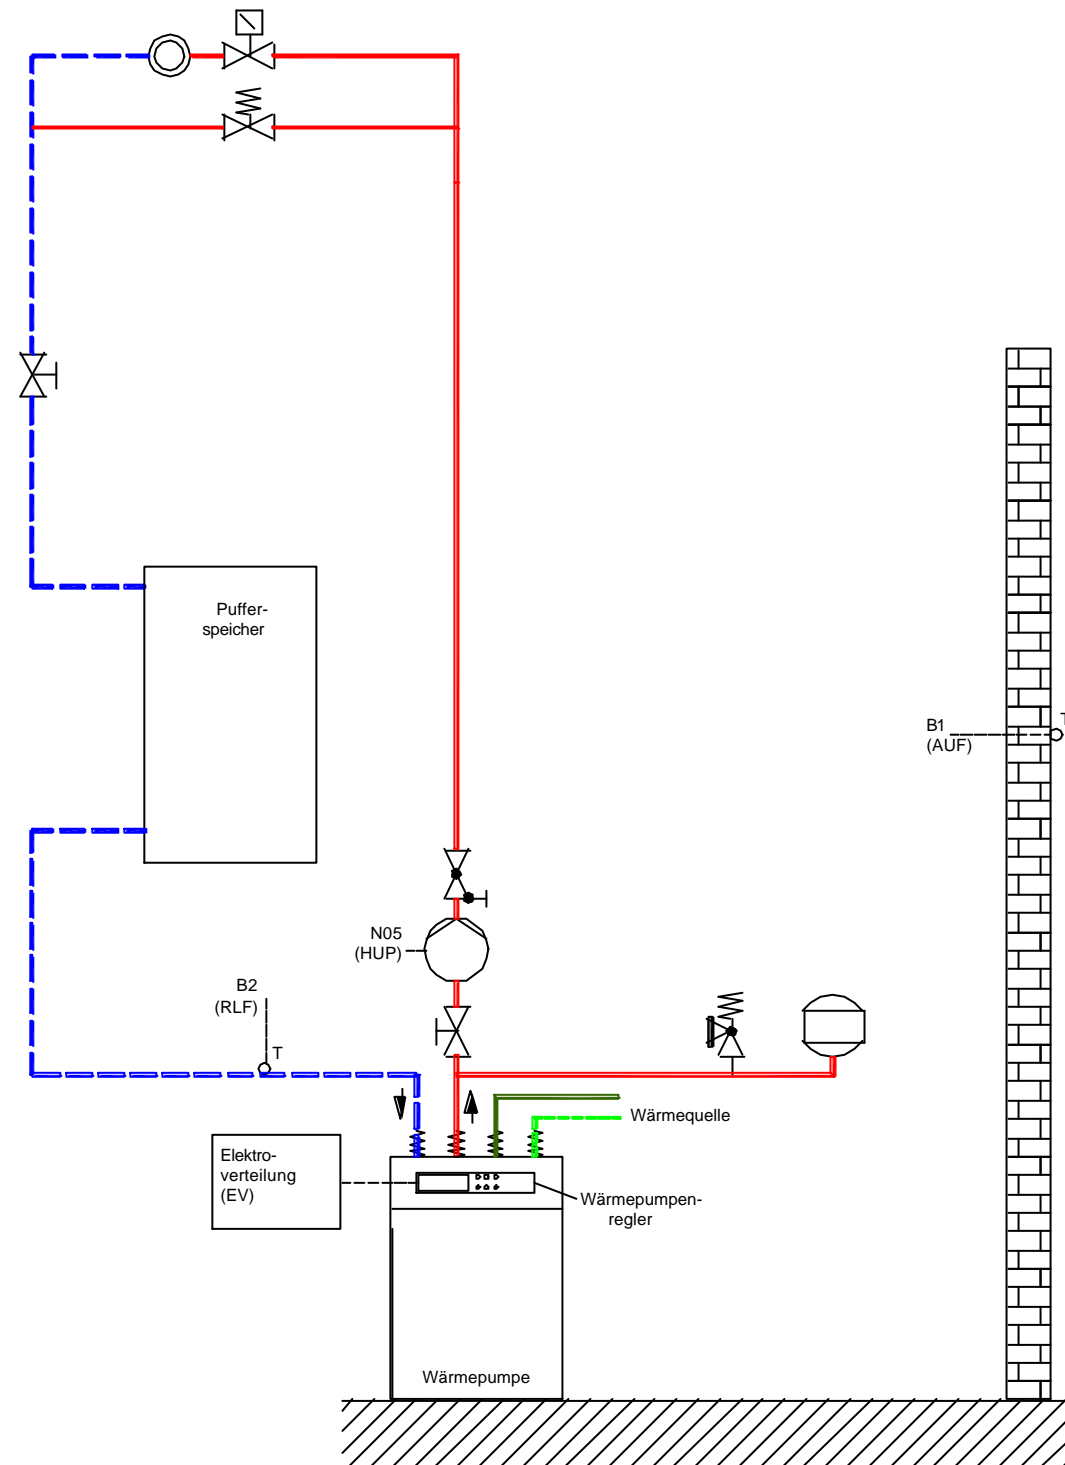 Puffer-
speicher
B1
(AUF)
T
N05
(HUP)
B2
(RLF)
T
Wärmequelle
Elektro-
verteilung
(EV)
Wärmepumpen-
regler
Wärmepumpe